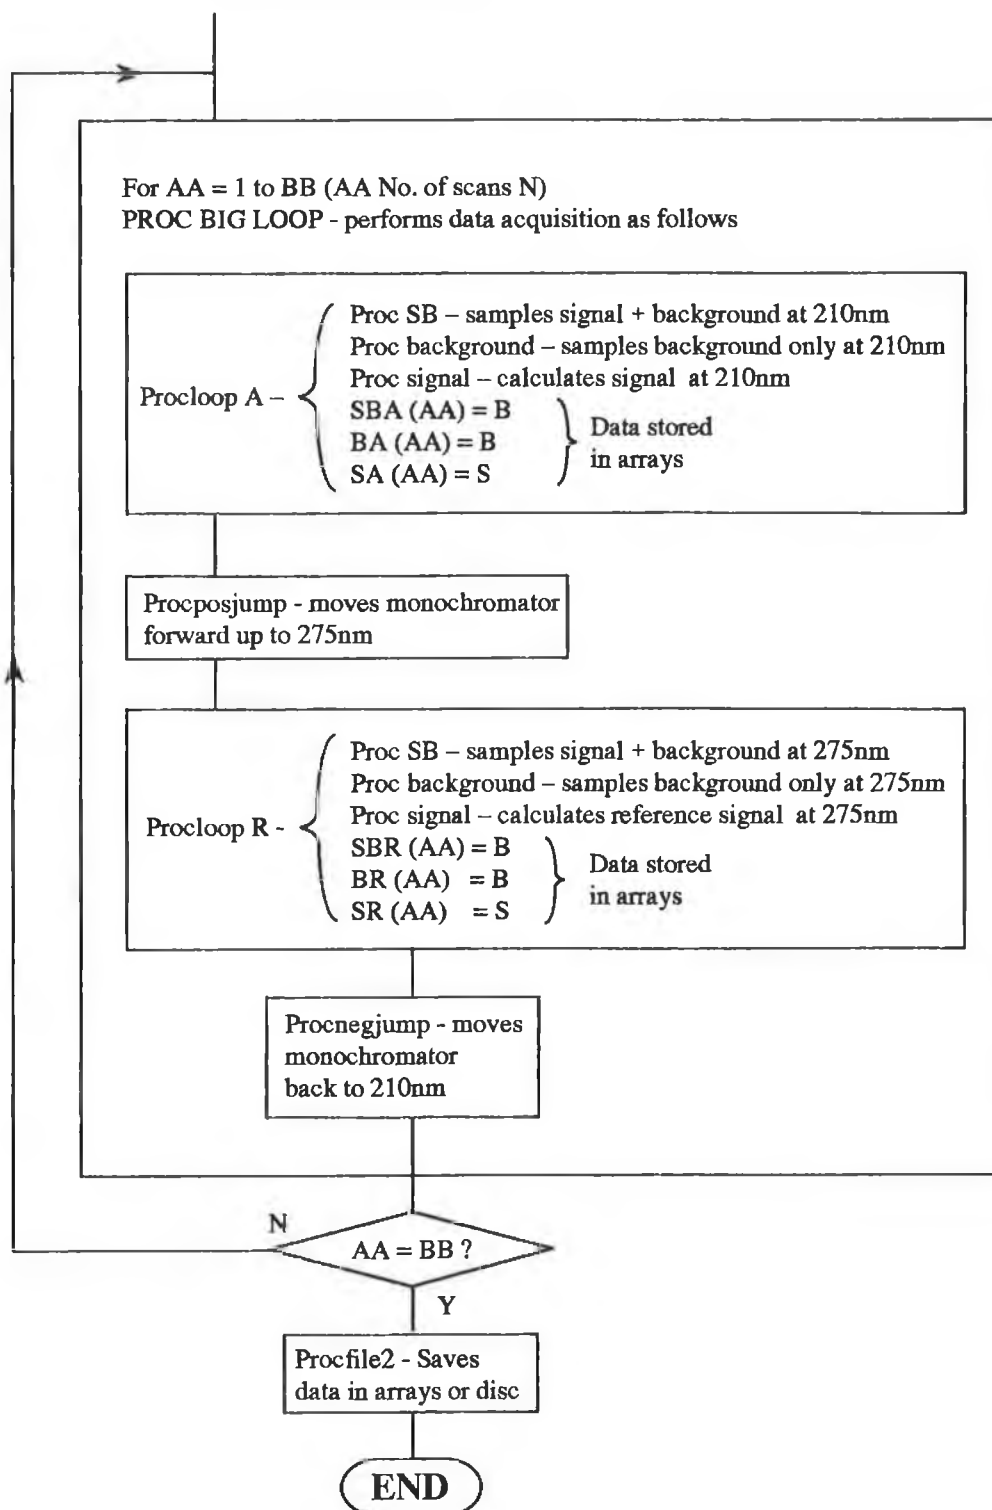 For AA = 1 to BB (AA No. of scans N)
PROC BIG LOOP - performs data acquisition as follows
Procloop A –
Proc SB – samples signal + background at 210nm
Proc background – samples background only at 210nm
Proc signal – calculates signal at 210nm
SBA (AA) = B
BA (AA) = B
SA (AA) = S
Data stored
in arrays
Procposjump - moves monochromator
forward up to 275nm
Procloop R -
Proc SB – samples signal + background at 275nm
Proc background – samples background only at 275nm
Proc signal – calculates reference signal at 275nm
SBR (AA) = B
BR (AA) = B
SR (AA) = S
Data stored
in arrays
Procnegjump - moves
monochromator
back to 210nm
N
AA = BB ?
Y
Procfile2 - Saves
data in arrays or disc
END